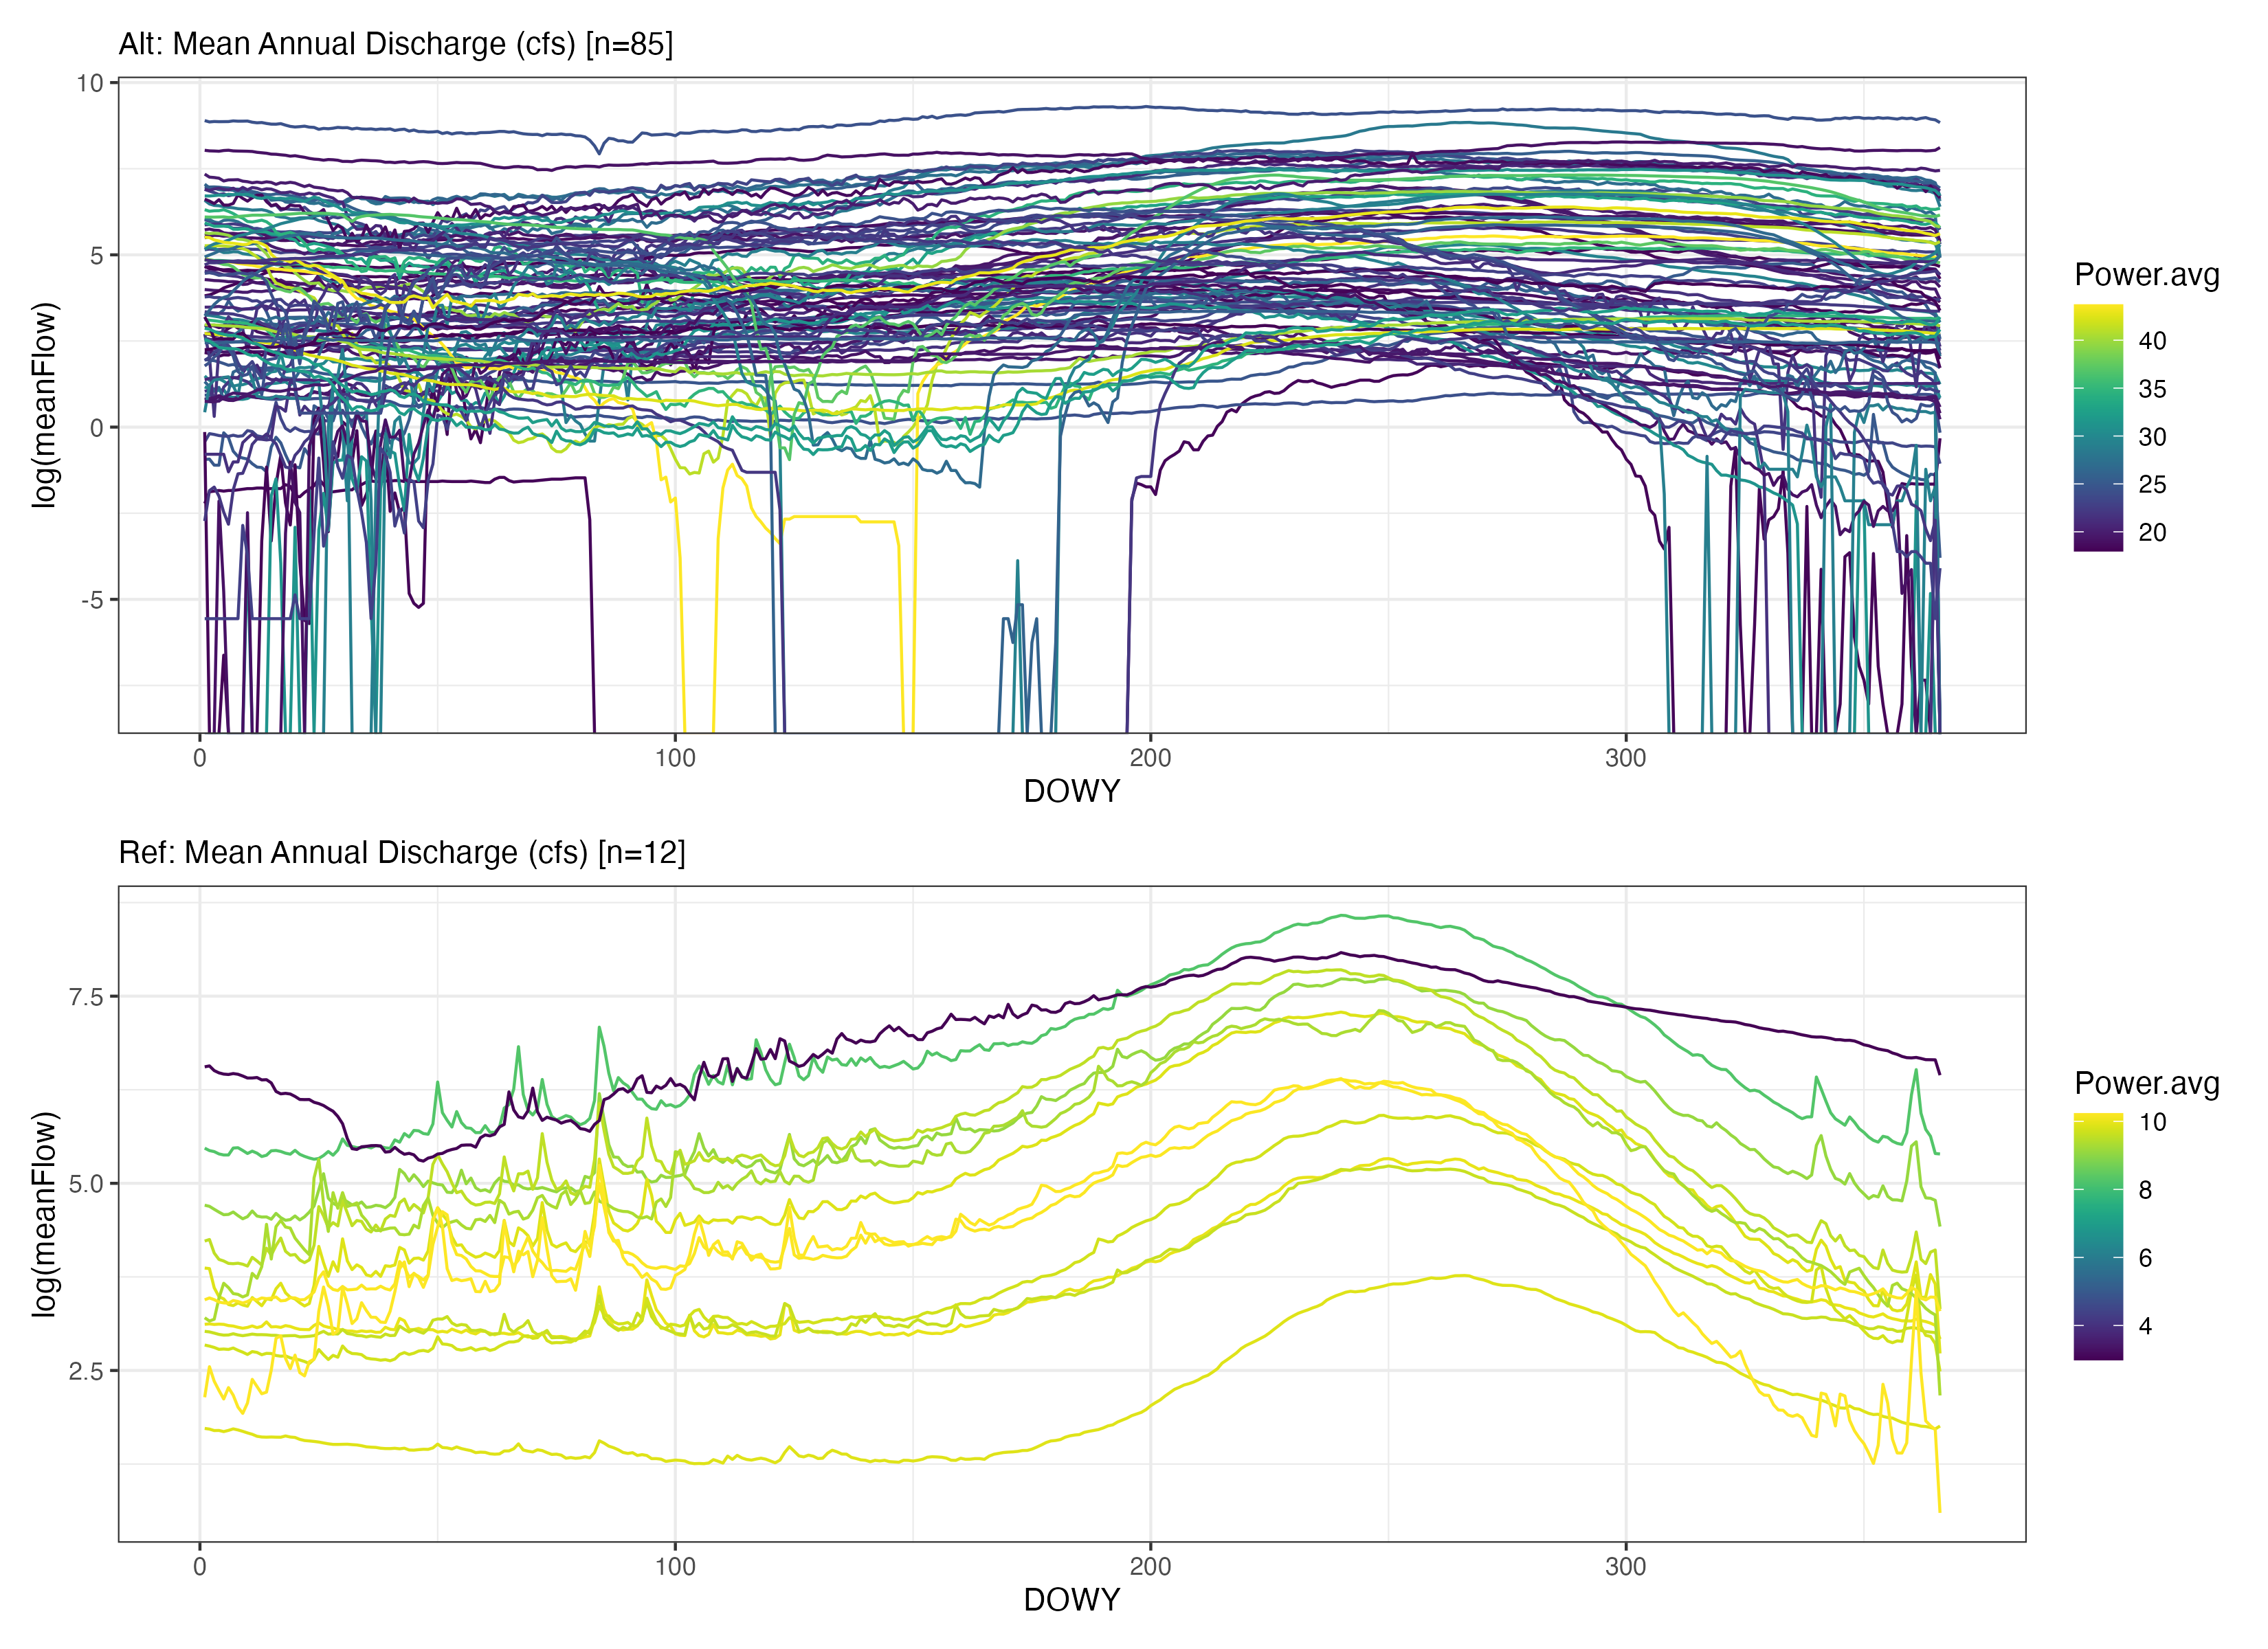 Alt: Mean Annual Discharge (cfs) [n=85]
10
5
0
-5
log(meanFlow)
0 100 200 300
DOWY
Power.avg
40
35
30
25
20
Ref: Mean Annual Discharge (cfs) [n=12]
7.5
5.0
2.5
log(meanFlow)
0 100 200 300
DOWY
Power.avg
10
8
6
4